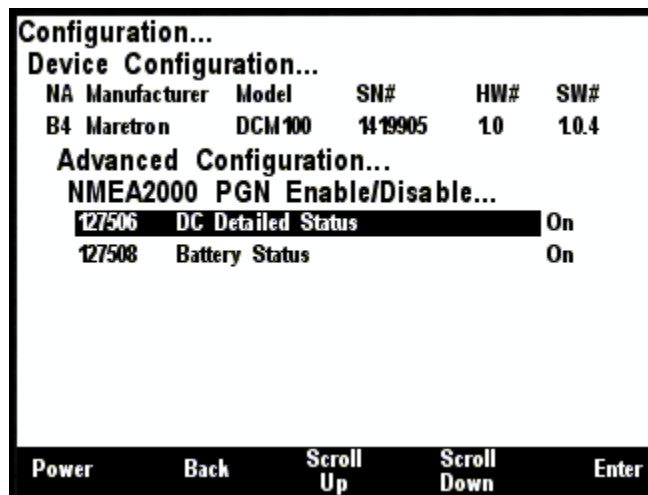 Configuration...
Device Configuration...
NA Manufacturer Model SN# HW# SW#
B4 Maretron DCM100 1419905 1.0 1.0.4
Advanced Configuration...
NMEA2000 PGN Enable/Disable...
127506 DC Detailed Status On
127508 Battery Status On
Power Back Scroll Up Scroll Down Enter